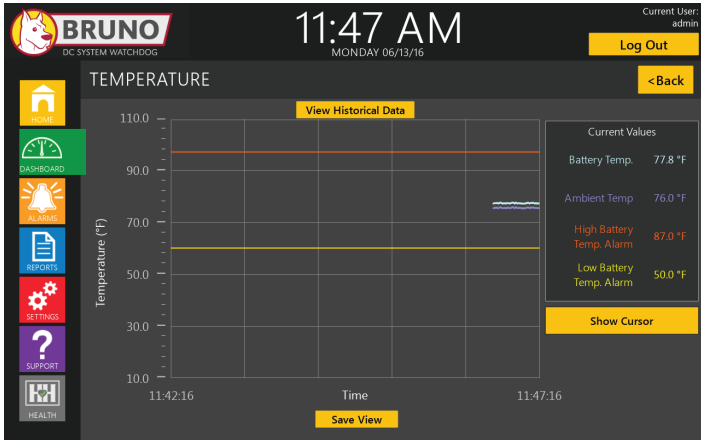 BRUNO
DC SYSTEM WATCHDOG
11:47 AM
MONDAY 06/13/16
Current User:
admin
Log Out
TEMPERATURE
<Back
HOME
DASHBOARD
ALARMS
REPORTS
SETTINGS
SUPPORT
HEALTH
View Historical Data
Temperature (°F)
110.0
90.0
70.0
50.0
30.0
10.0
11:42:16
Time
11:47:16
Save View
Current Values
Battery Temp. 77.8 °F
Ambient Temp 76.0 °F
High Battery
Temp. Alarm 87.0 °F
Low Battery
Temp. Alarm 50.0 °F
Show Cursor